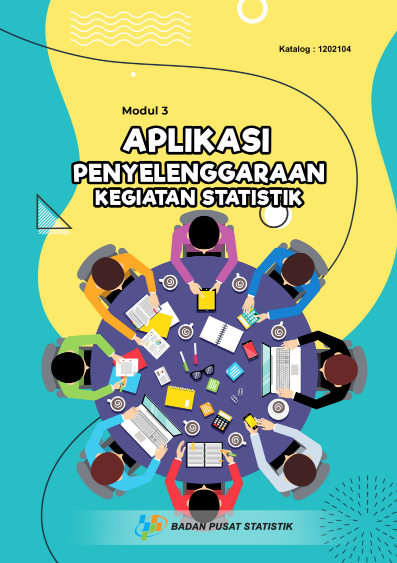 Katalog : 1202104
Modul 3
APLIKASI
PENYELENGGARAAN
KEGIATAN STATISTIK
BADAN PUSAT STATISTIK